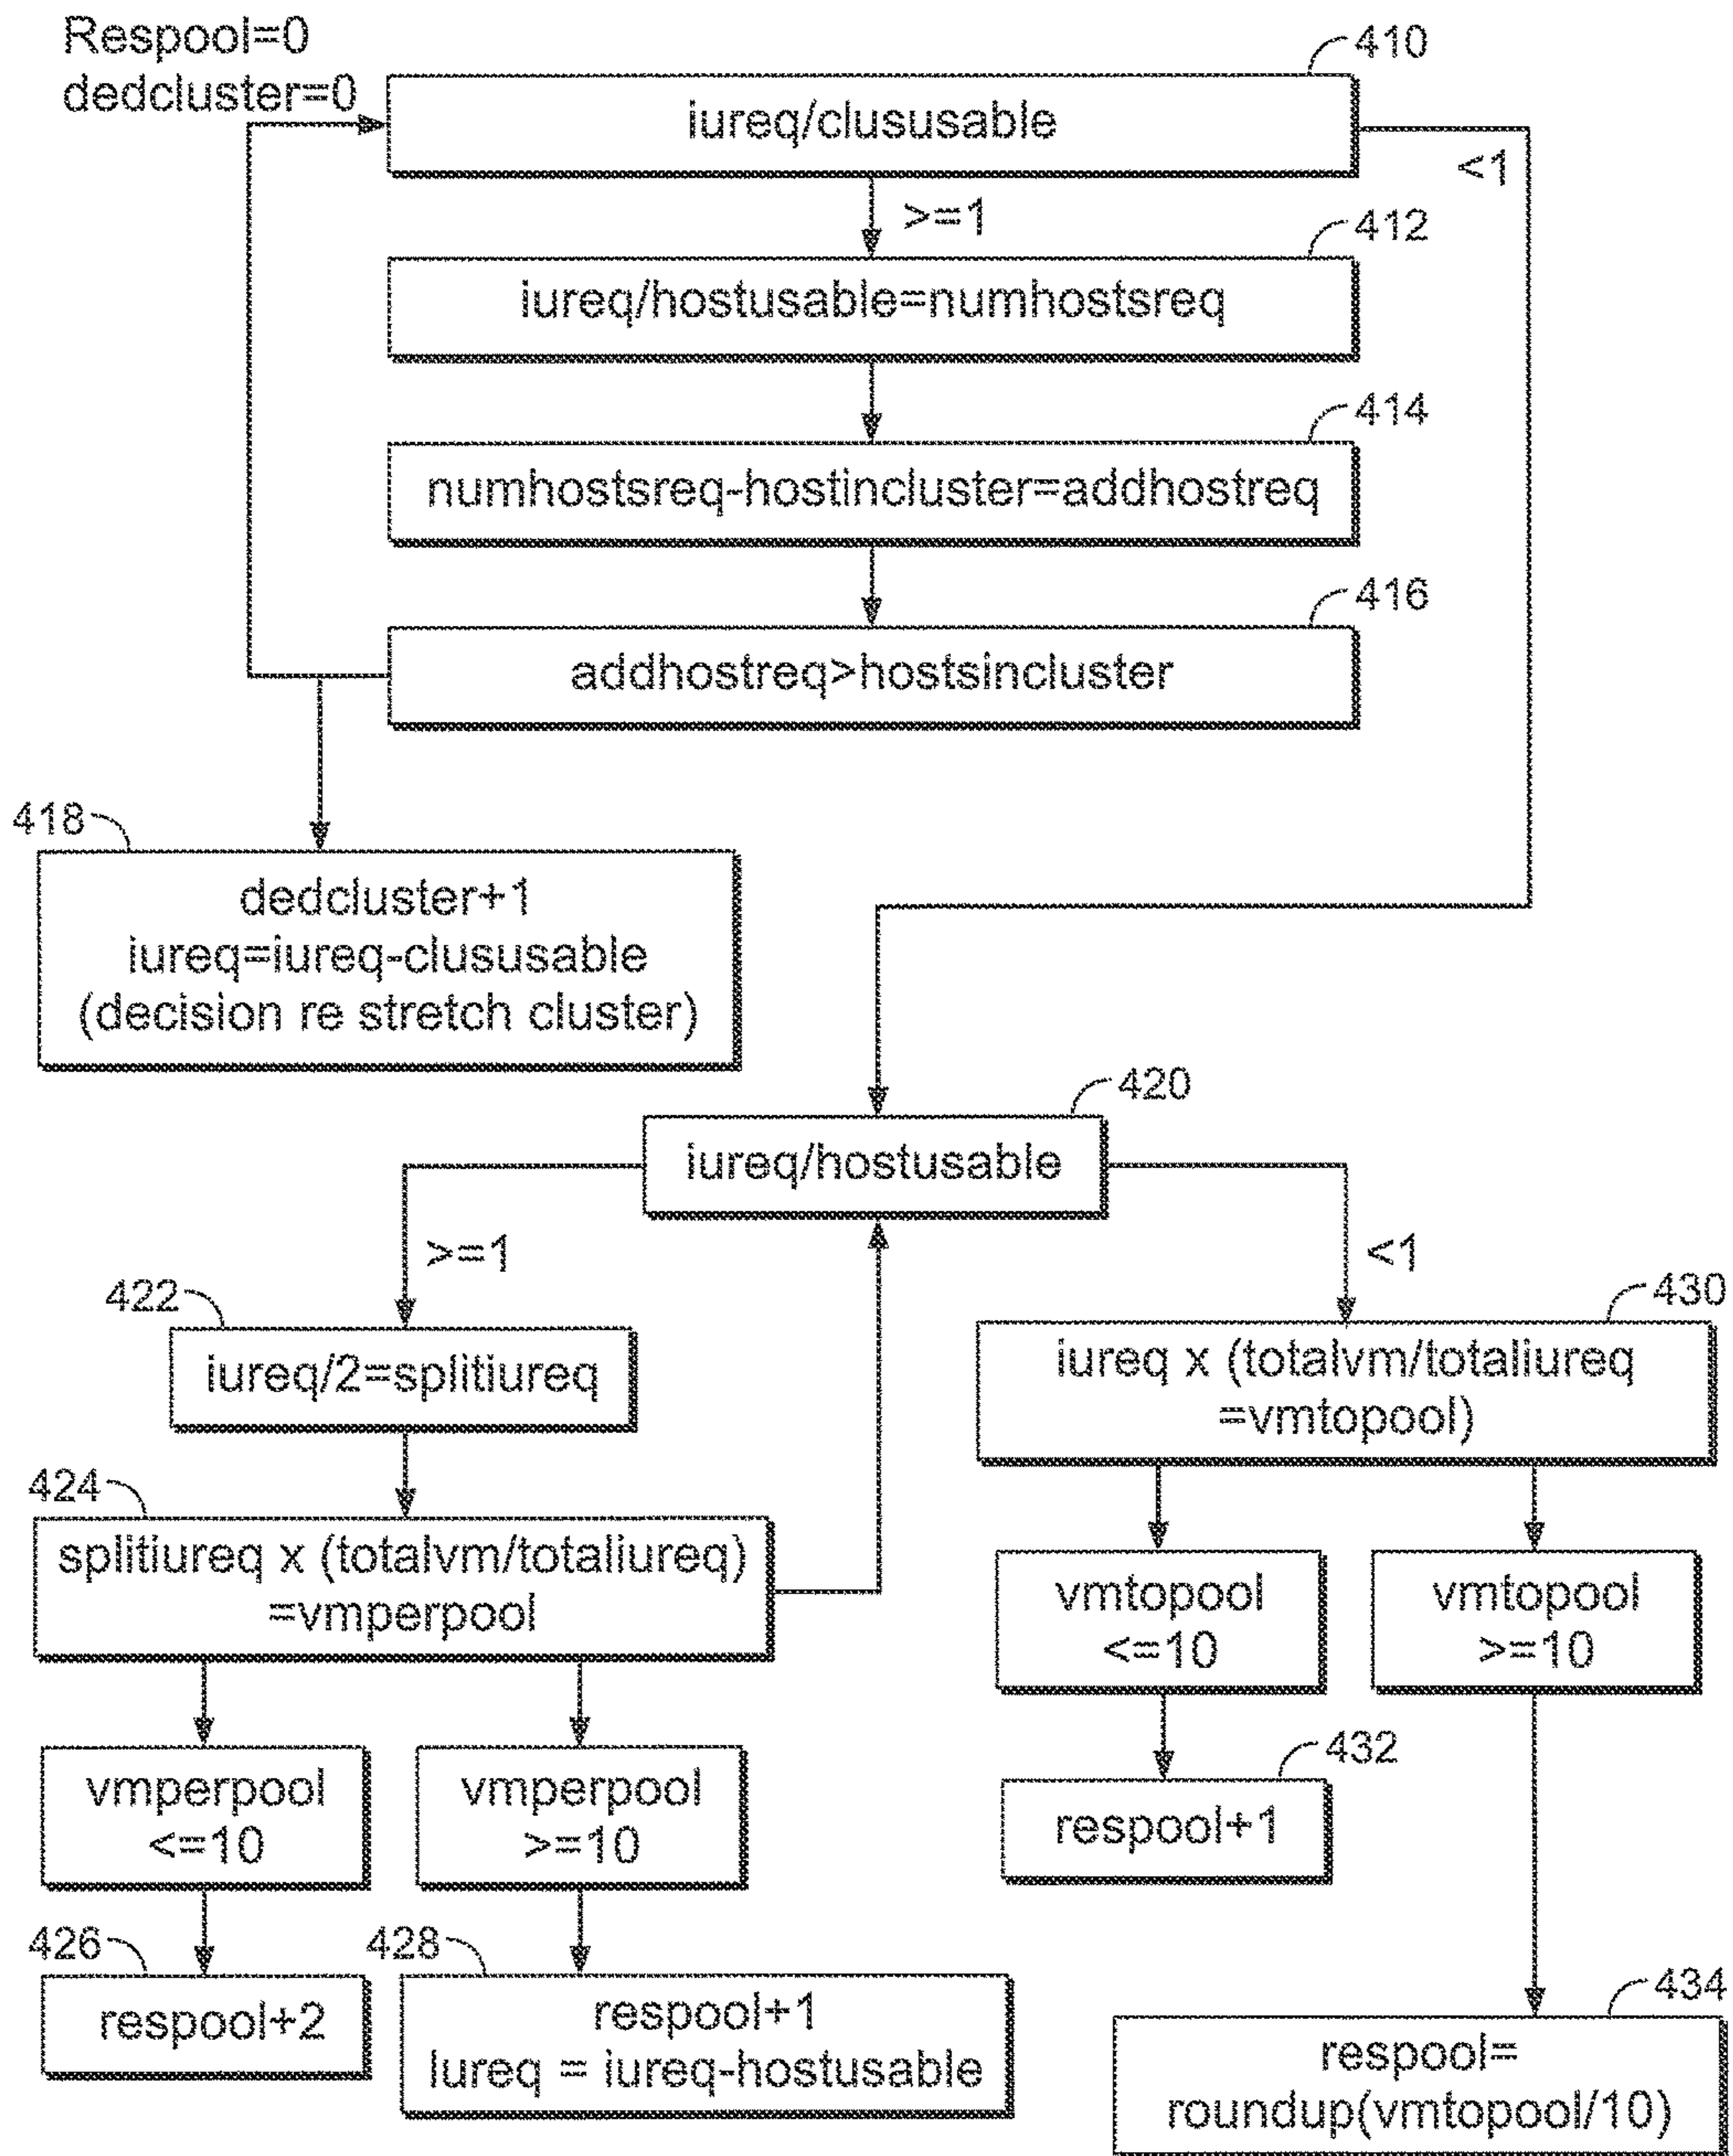 Respool=0
dedcluster=0
410
iureq/clususable
<1
>=1
412
iureq/hostusable=numhostsreq
414
numhostsreq-hostincluster=addhostreq
416
addhostreq>hostsincluster
418
dedcluster+1
iureq=iureq-clususable
(decision re stretch cluster)
420
iureq/hostusable
>=1
<1
422
iureq/2=splitiureq
430
iureq x (totalvm/totaliureq
=vmtopool)
424
splitiureq x (totalvm/totaliureq)
=vmperpool
vmtopool
<=10
vmtopool
>=10
vmperpool
<=10
vmperpool
>=10
432
respool+1
426
respool+2
428
respool+1
Iureq = iureq-hostusable
434
respool=
roundup(vmtopool/10)